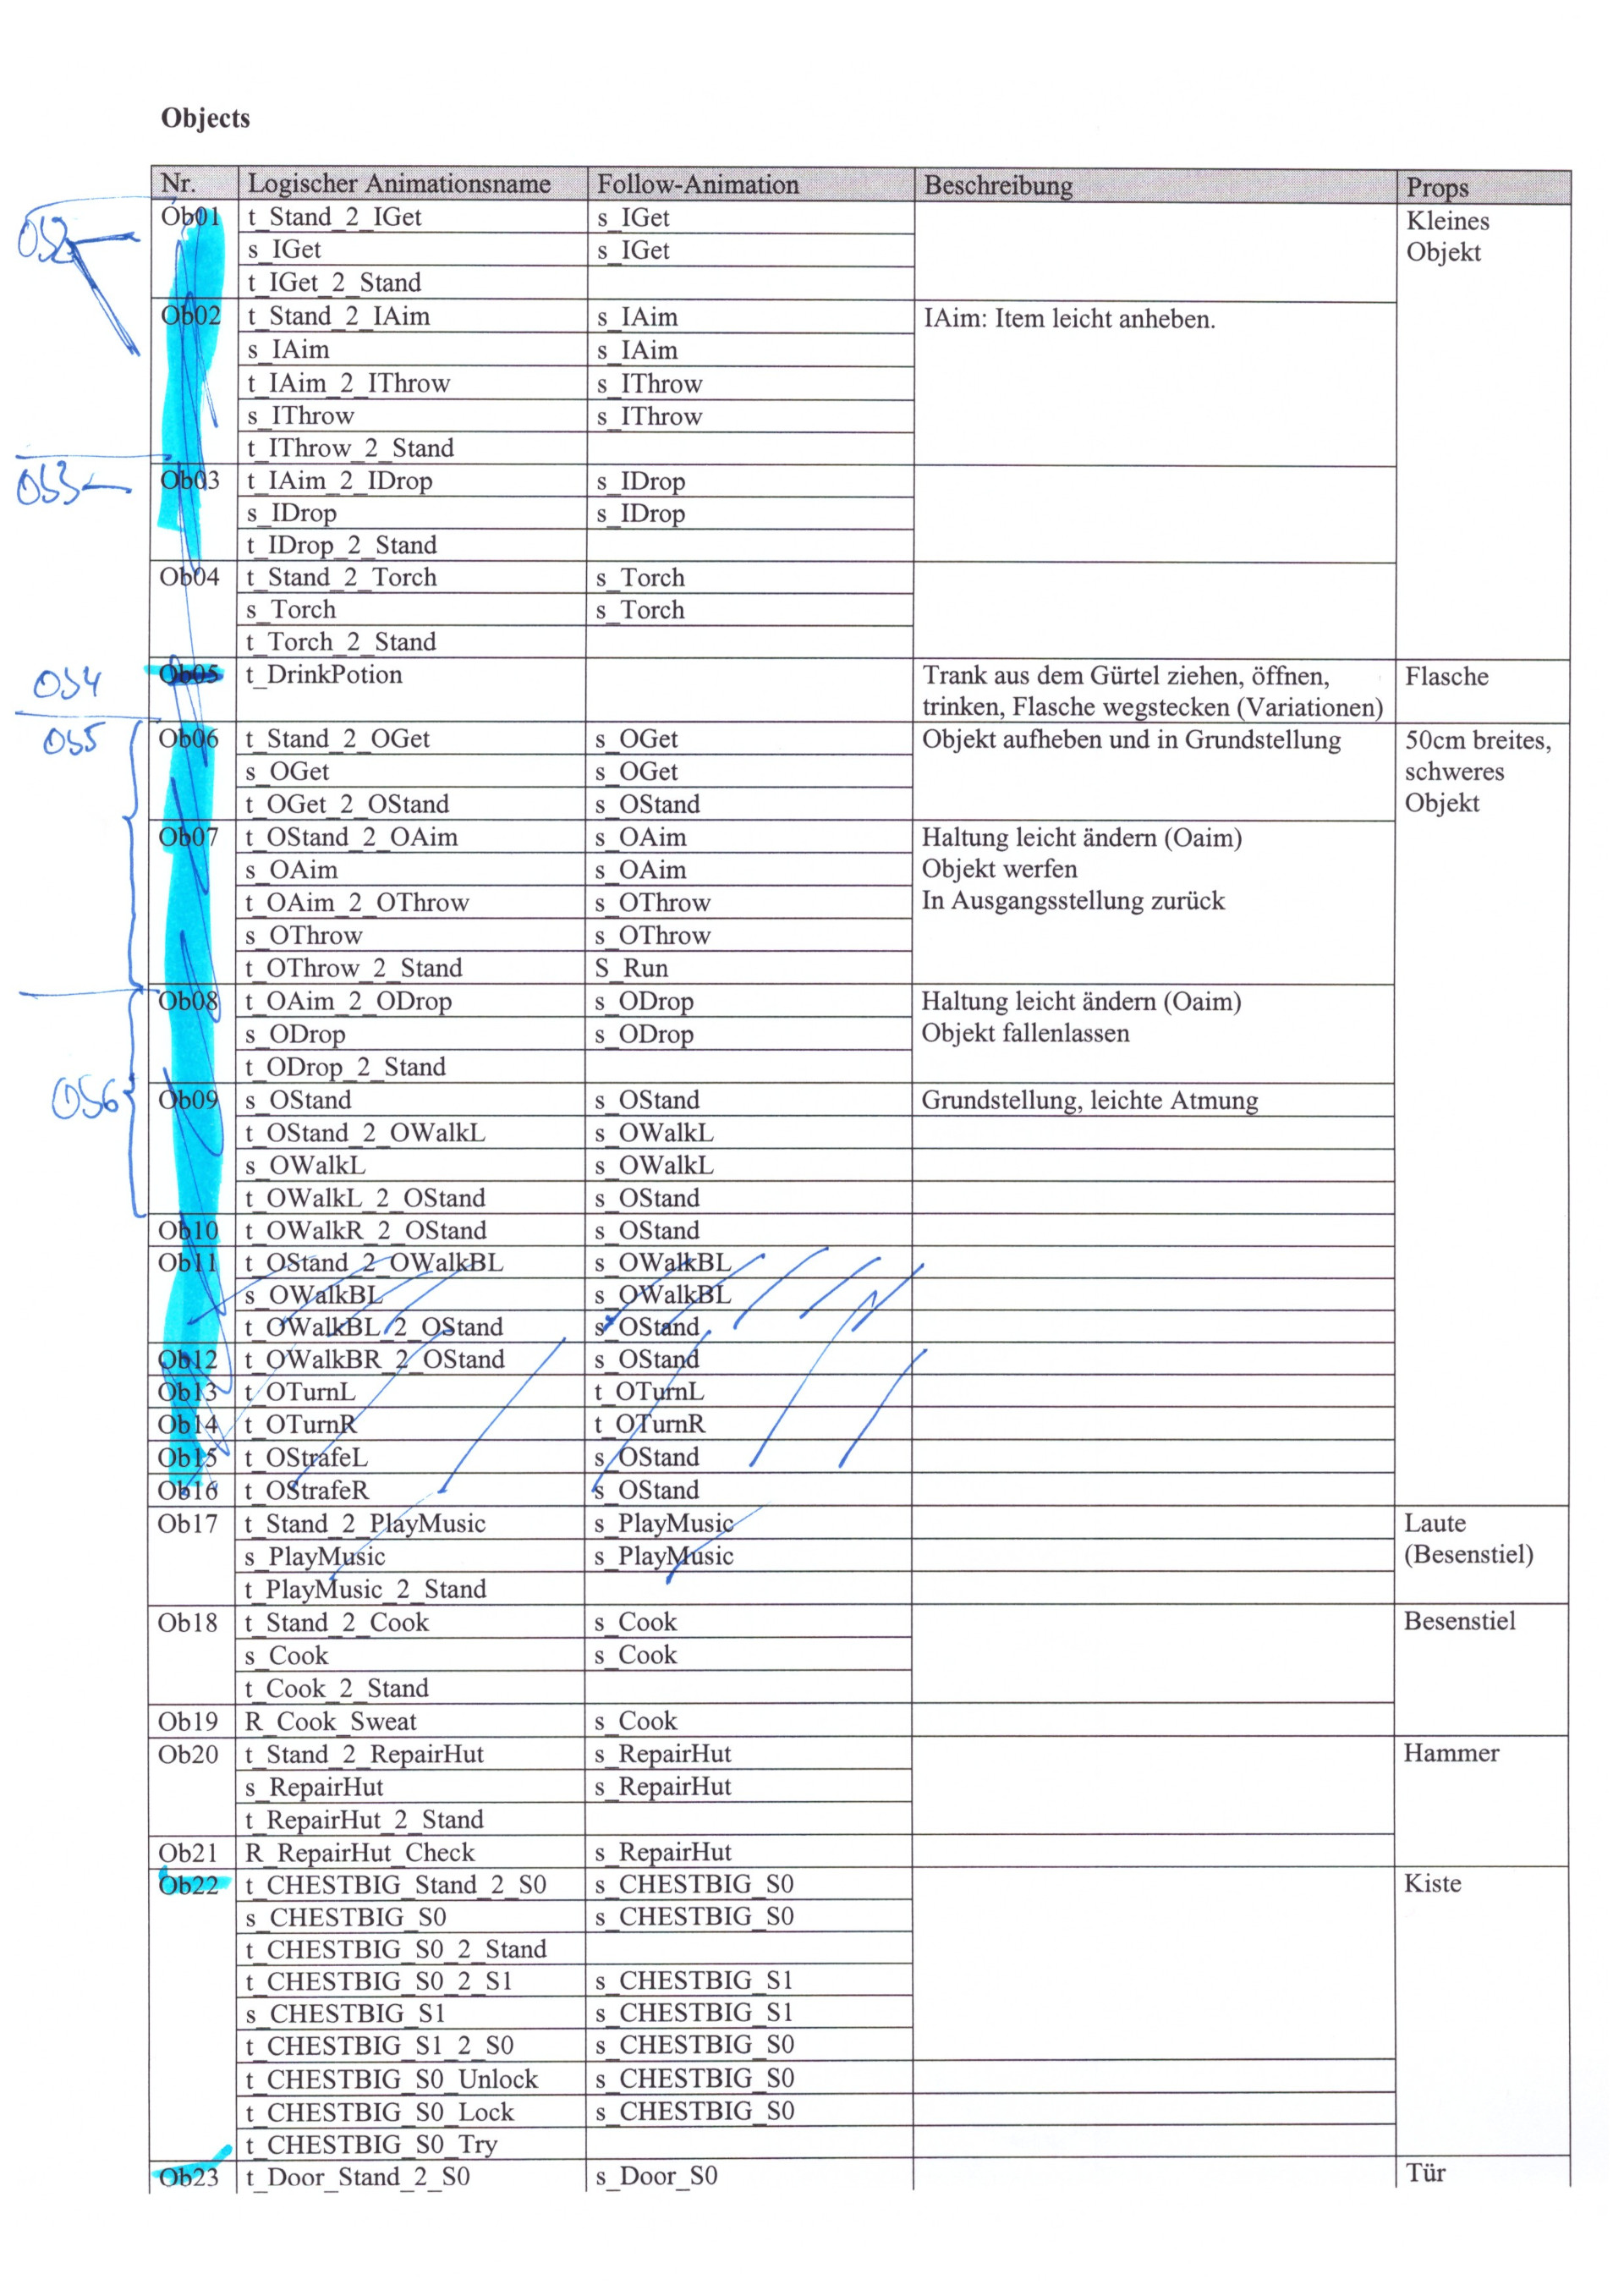 Objects
Nr. Logischer Animationsname Follow-Animation Beschreibung Props
Ob01 t_Stand_2_IGet s_IGet Kleines
s_IGet s_IGet Objekt
t_IGet_2_Stand
Ob02 t_Stand_2_IAim s_IAim IAim: Item leicht anheben.
s_IAim s_IAim
t_IAim_2_IThrow s_IThrow
s_IThrow s_IThrow
t_IThrow_2_Stand
Ob03 t_IAim_2_IDrop s_IDrop
s_IDrop s_IDrop
t_IDrop_2_Stand
Ob04 t_Stand_2_Torch s_Torch
s_Torch s_Torch
t_Torch_2_Stand
Ob05 t_DrinkPotion Trank aus dem Gürtel ziehen, öffnen, Flasche
trinken, Flasche wegstecken (Variationen)
Ob06 t_Stand_2_OGet s_OGet Objekt aufheben und in Grundstellung 50cm breites,
s_OGet s_OGet schweres
t_OGet_2_OStand s_OStand Objekt
Ob07 t_OStand_2_OAim s_OAim Haltung leicht ändern (Oaim)
s_OAim s_OAim Objekt werfen
t_OAim_2_OThrow s_OThrow In Ausgangsstellung zurück
s_OThrow s_OThrow
t_OThrow_2_Stand S_Run
Ob08 t_OAim_2_ODrop s_ODrop Haltung leicht ändern (Oaim)
s_ODrop s_ODrop Objekt fallenlassen
t_ODrop_2_Stand
Ob09 s_OStand s_OStand Grundstellung, leichte Atmung
t_OStand_2_OWalkL s_OWalkL
s_OWalkL s_OWalkL
t_OWalkL_2_OStand s_OStand
Ob10 t_OWalkR_2_OStand s_OStand
Ob11 t_OStand_2_OWalkBL s_OWalkBL
s_OWalkBL s_OWalkBL
t_OWalkBL_2_OStand s_OStand
Ob12 t_OWalkBR_2_OStand s_OStand
Ob13 t_OTurnL t_OTurnL
Ob14 t_OTurnR t_OTurnR
Ob15 t_OStrafeL s_OStand
Ob16 t_OStrafeR s_OStand
Ob17 t_Stand_2_PlayMusic s_PlayMusic Laute
s_PlayMusic s_PlayMusic (Besenstiel)
t_PlayMusic_2_Stand
Ob18 t_Stand_2_Cook s_Cook Besenstiel
s_Cook s_Cook
t_Cook_2_Stand
Ob19 R_Cook_Sweat s_Cook
Ob20 t_Stand_2_RepairHut s_RepairHut Hammer
s_RepairHut s_RepairHut
t_RepairHut_2_Stand
Ob21 R_RepairHut_Check s_RepairHut
Ob22 t_CHESTBIG_Stand_2_S0 s_CHESTBIG_S0 Kiste
s_CHESTBIG_S0 s_CHESTBIG_S0
t_CHESTBIG_S0_2_Stand
t_CHESTBIG_S0_2_S1 s_CHESTBIG_S1
s_CHESTBIG_S1 s_CHESTBIG_S1
t_CHESTBIG_S1_2_S0 s_CHESTBIG_S0
t_CHESTBIG_S0_Unlock s_CHESTBIG_S0
t_CHESTBIG_S0_Lock s_CHESTBIG_S0
t_CHESTBIG_S0_Try
Ob23 t_Door_Stand_2_S0 s_Door_S0 Tür
Ob2
Ob3
Ob4
Ob5
Ob6